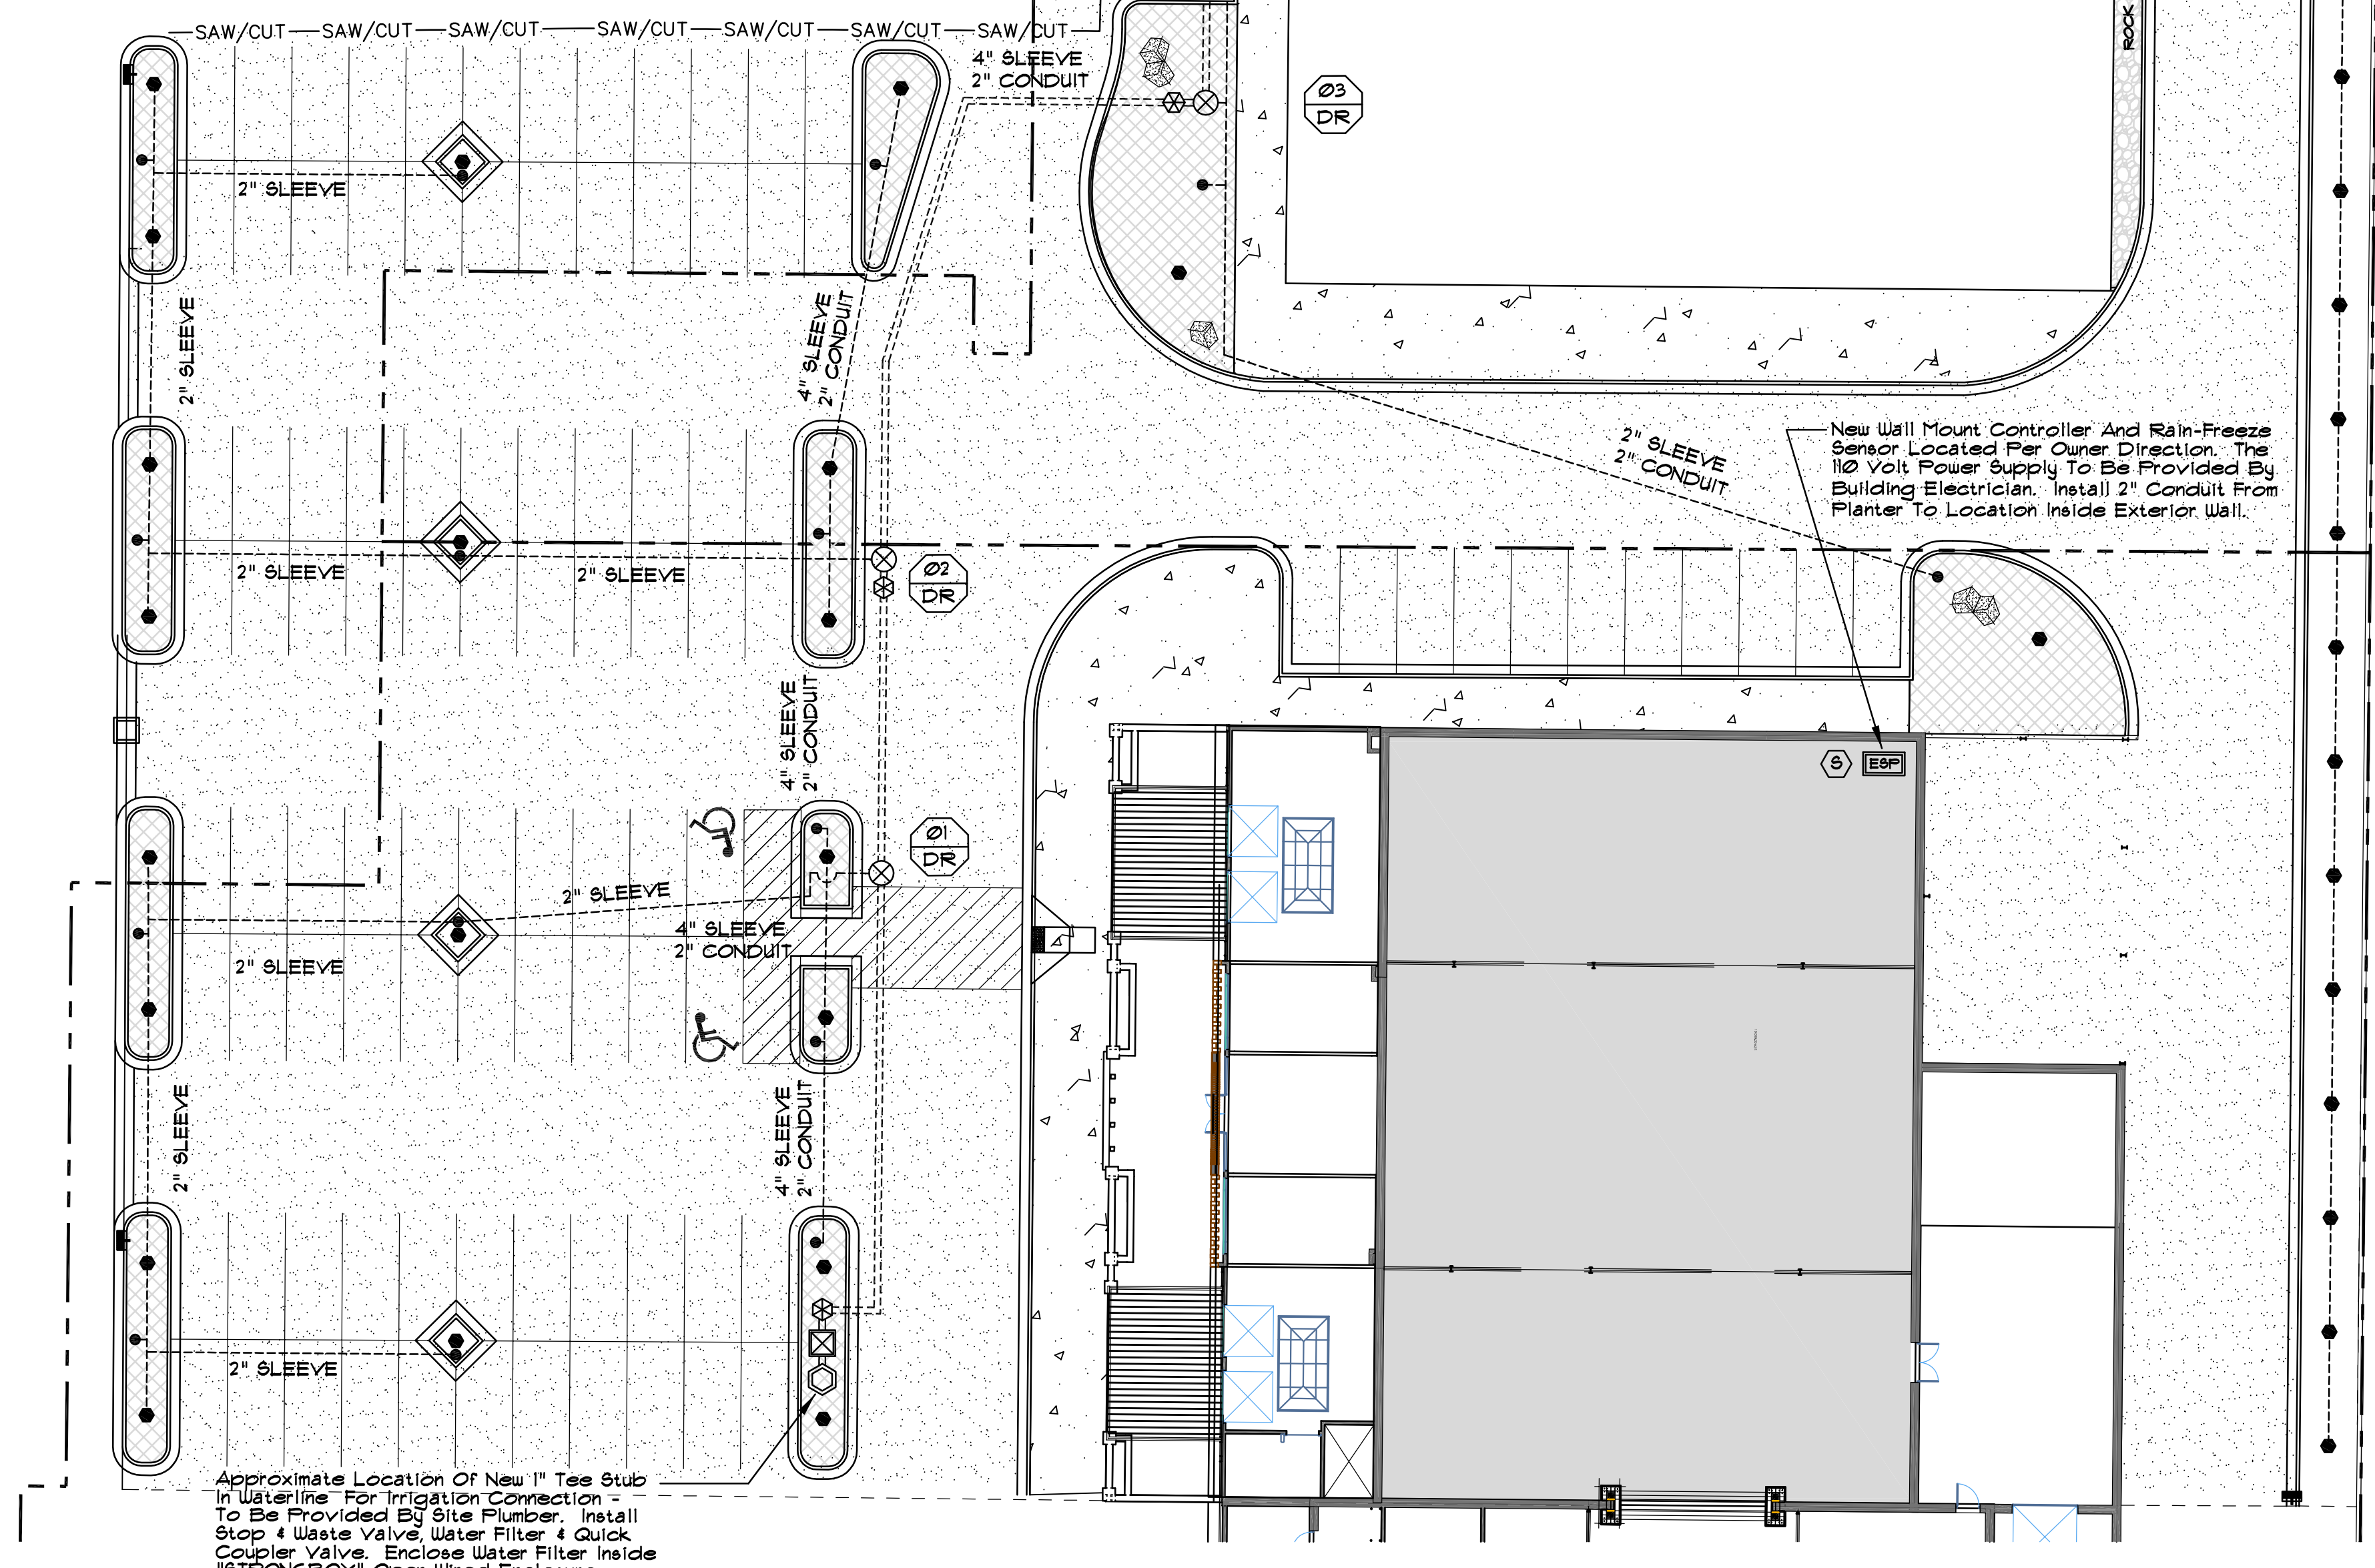 SAW/CUT SAW/CUT SAW/CUT SAW/CUT SAW/CUT SAW/CUT SAW/CUT
4" SLEEVE
2" CONDUIT
ROCK
Ø3
DR
2" SLEEVE
2" SLEEVE
4" SLEEVE
2" CONDUIT
2" SLEEVE
2" CONDUIT
New Wall Mount Controller And Rain-Freeze
Sensor Located Per Owner Direction. The
11Ø Volt Power Supply To Be Provided By
Building Electrician. Install 2" Conduit From
Planter To Location Inside Exterior Wall.
2" SLEEVE
2" SLEEVE
Ø2
DR
4" SLEEVE
2" CONDUIT
S
ESP
Ø1
DR
2" SLEEVE
4" SLEEVE
2" CONDUIT
2" SLEEVE
2" SLEEVE
4" SLEEVE
2" CONDUIT
2" SLEEVE
Approximate Location Of New 1" Tee Stub
In Waterline For Irrigation Connection -
To Be Provided By Site Plumber. Install
Stop & Waste Valve, Water Filter & Quick
Coupler Valve. Enclose Water Filter Inside
"STRONGBOX"